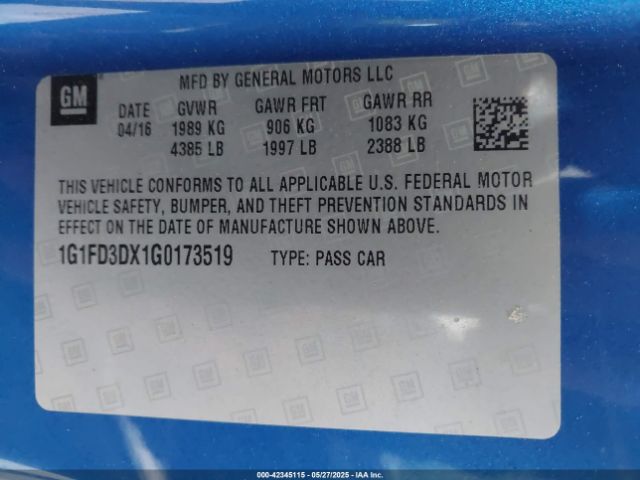 GM
MFD BY GENERAL MOTORS LLC
DATE GVWR GAWR FRT GAWR RR
04/16 1989 KG 906 KG 1083 KG
4385 LB 1997 LB 2388 LB
THIS VEHICLE CONFORMS TO ALL APPLICABLE U.S. FEDERAL MOTOR
VEHICLE SAFETY, BUMPER, AND THEFT PREVENTION STANDARDS IN
EFFECT ON THE DATE OF MANUFACTURE SHOWN ABOVE.
1G1FD3DX1G0173519 TYPE: PASS CAR
000-42345115 - 05/27/2025 - IAAI.COM